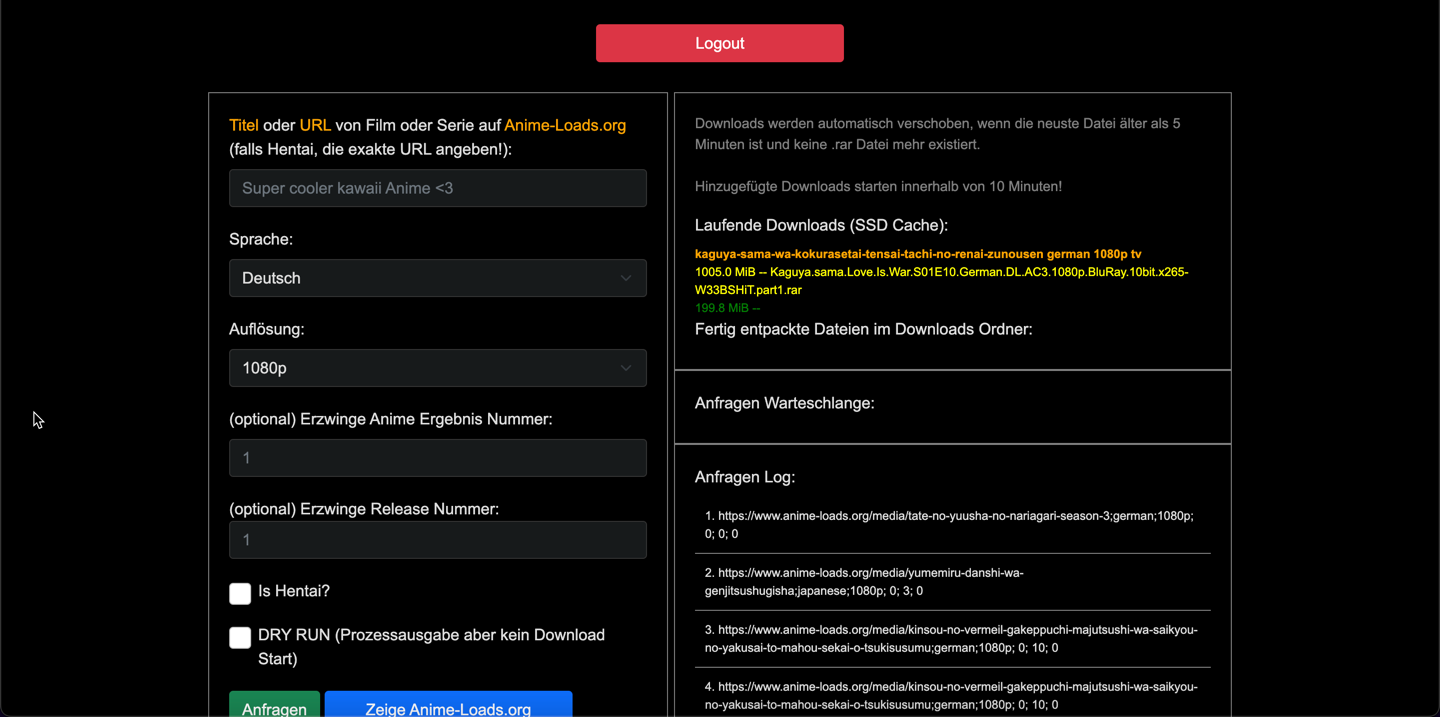 Logout
Titel oder URL von Film oder Serie auf Anime-Loads.org
(falls Hentai, die exakte URL angeben!):
Super cooler kawaii Anime <3
Sprache:
Deutsch
Auflösung:
1080p
(optional) Erzwinge Anime Ergebnis Nummer:
1
(optional) Erzwinge Release Nummer:
1
Is Hentai?
DRY RUN (Prozessausgabe aber kein Download
Start)
Anfragen
Zeige Anime-Loads.org
Downloads werden automatisch verschoben, wenn die neuste Datei älter als 5
Minuten ist und keine .rar Datei mehr existiert.
Hinzugefügte Downloads starten innerhalb von 10 Minuten!
Laufende Downloads (SSD Cache):
kaguya-sama-wa-kokurasetai-tensai-tachi-no-renai-zunousen german 1080p tv
1005.0 MiB -- Kaguya.sama.Love.Is.War.S01E10.German.DL.AC3.1080p.BluRay.10bit.x265-
W33BSHiT.part1.rar
199.8 MiB --
Fertig entpackte Dateien im Downloads Ordner:
Anfragen Warteschlange:
Anfragen Log:
1. https://www.anime-loads.org/media/tate-no-yuusha-no-nariagari-season-3;german;1080p;
0; 0; 0
2. https://www.anime-loads.org/media/yumemiru-danshi-wa-
genjitsushugisha;japanese;1080p; 0; 3; 0
3. https://www.anime-loads.org/media/kinsou-no-vermeil-gakeppuchi-majutsushi-wa-saikyou-
no-yakusai-to-mahou-sekai-o-tsukisusumu;german;1080p; 0; 10; 0
4. https://www.anime-loads.org/media/kinsou-no-vermeil-gakeppuchi-majutsushi-wa-saikyou-
no-yakusai-to-mahou-sekai-o-tsukisusumu;german;1080p; 0; 10; 0